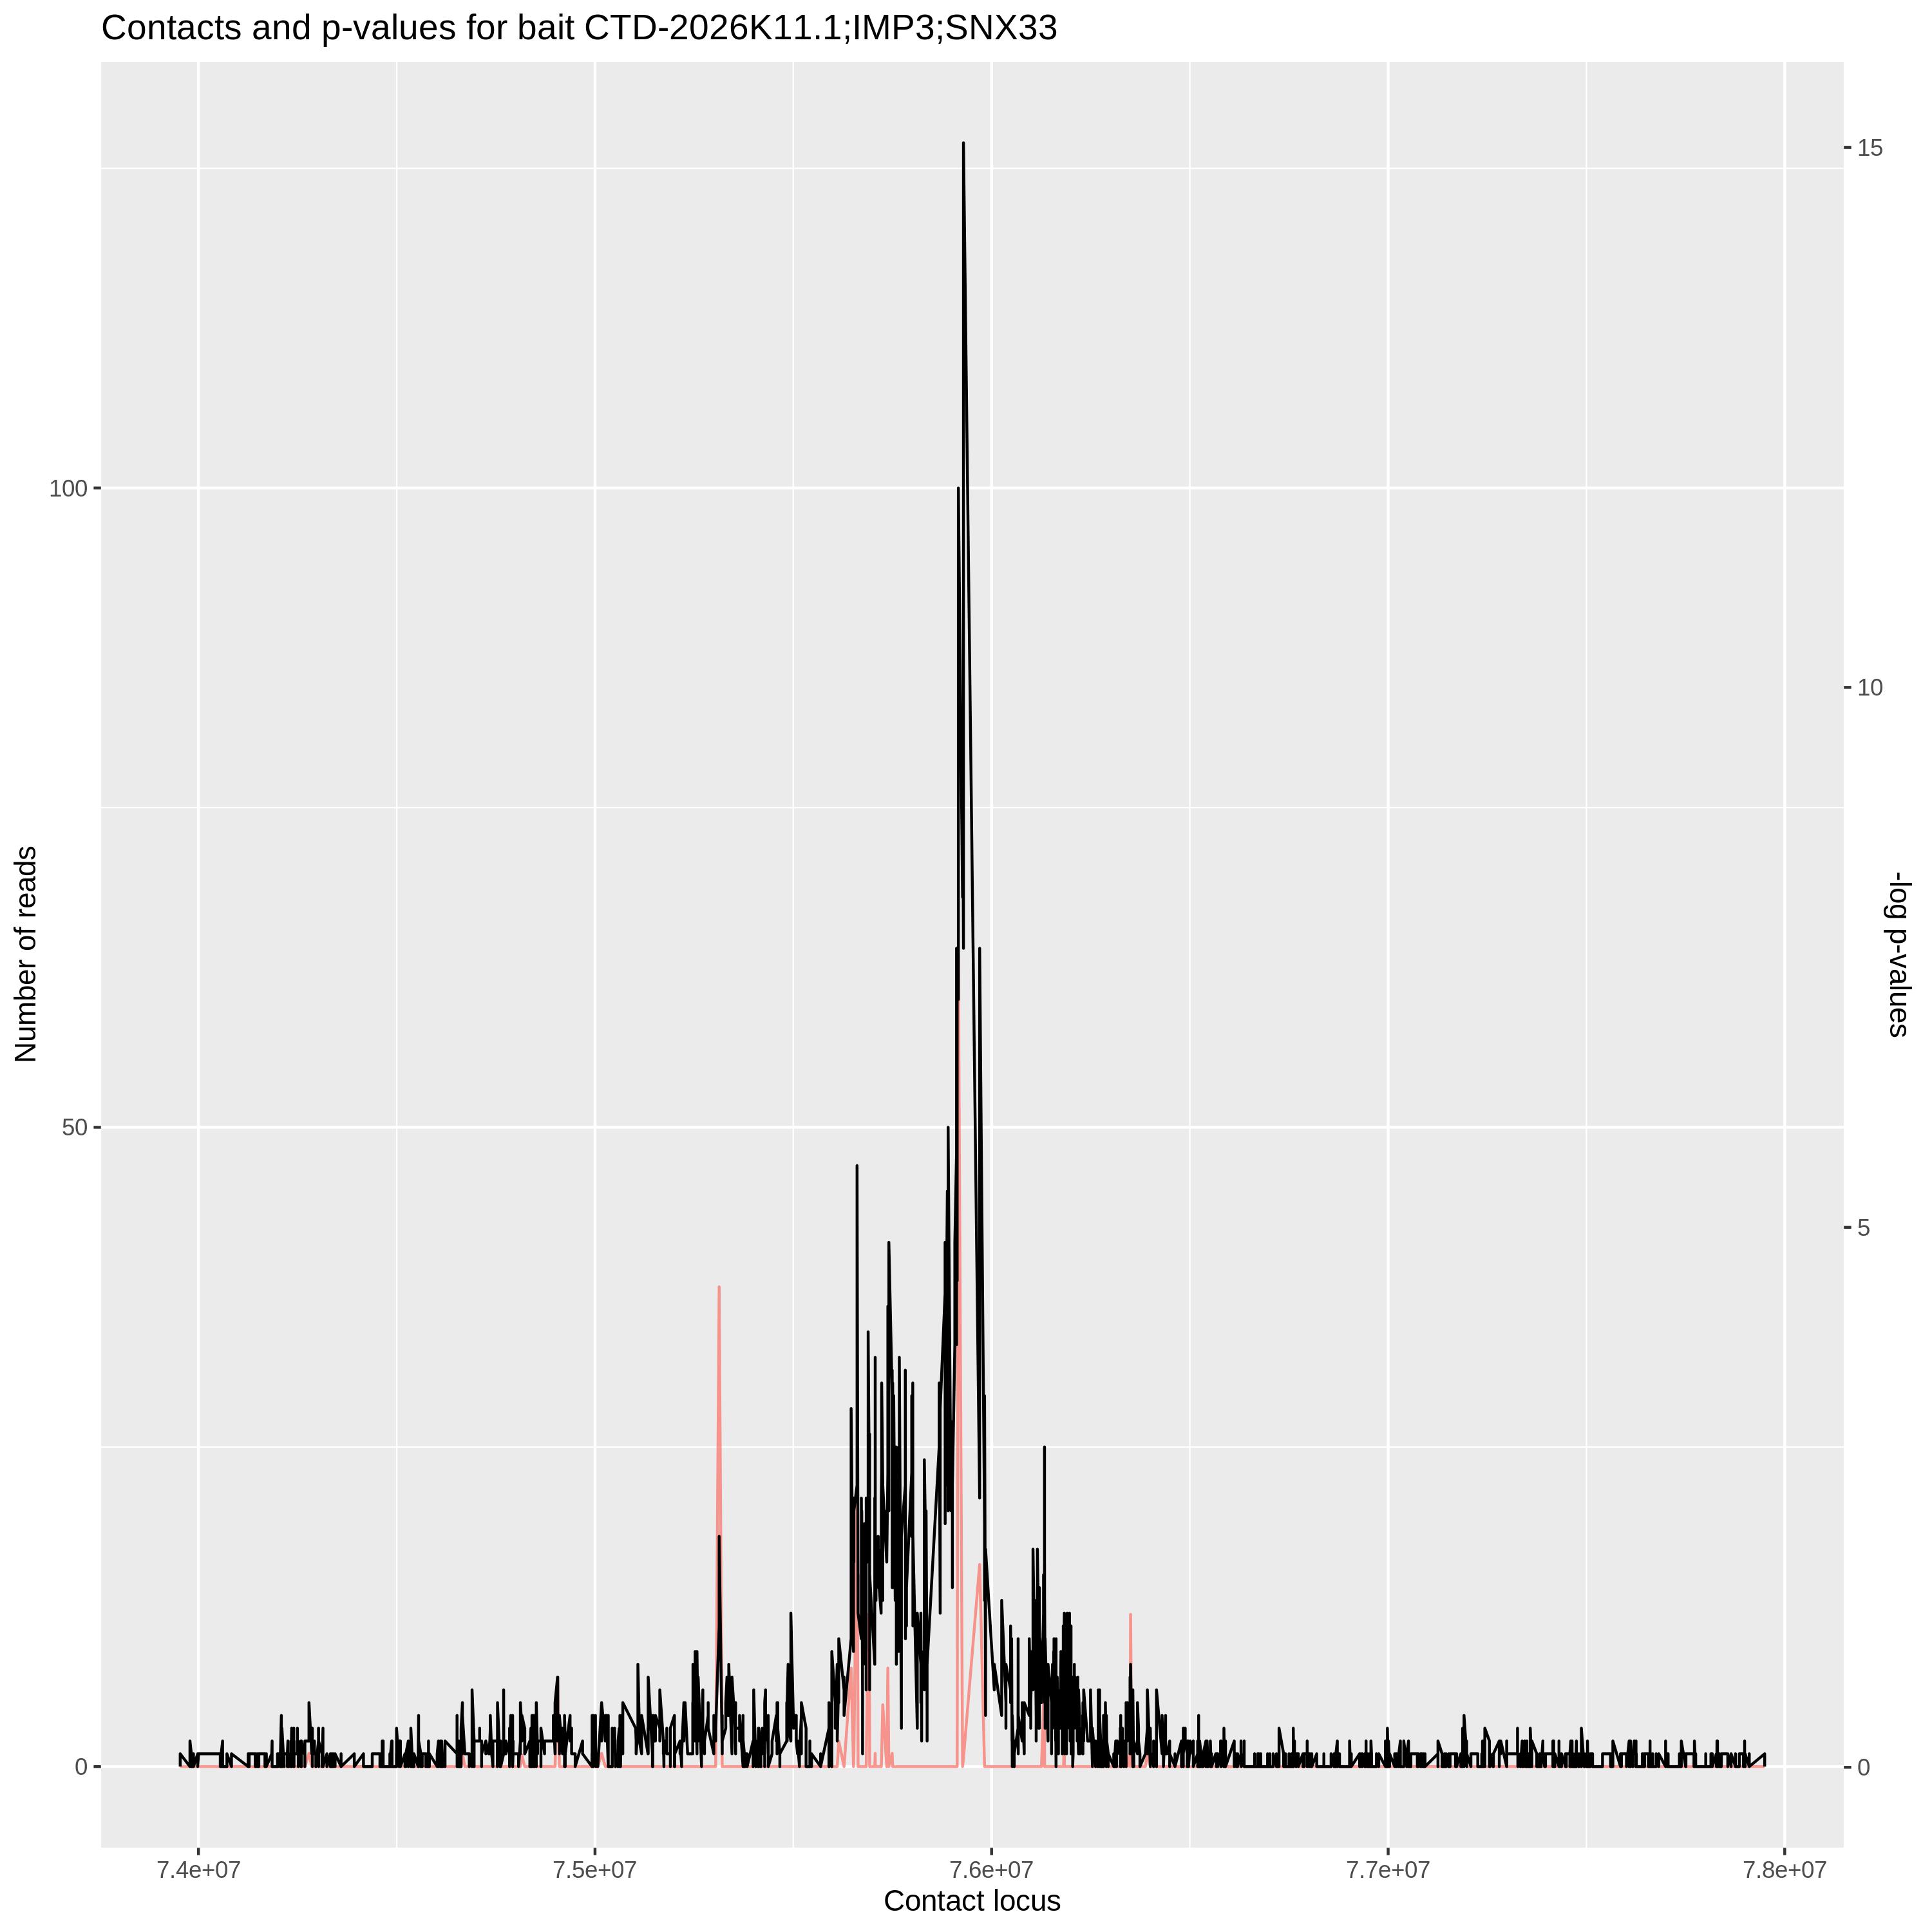 Contacts and p-values for bait CTD-2026K11.1;IMP3;SNX33
Number of reads
100
50
0
15
10
5
0
-log p-values
7.4e+07 7.5e+07 7.6e+07 7.7e+07 7.8e+07
Contact locus